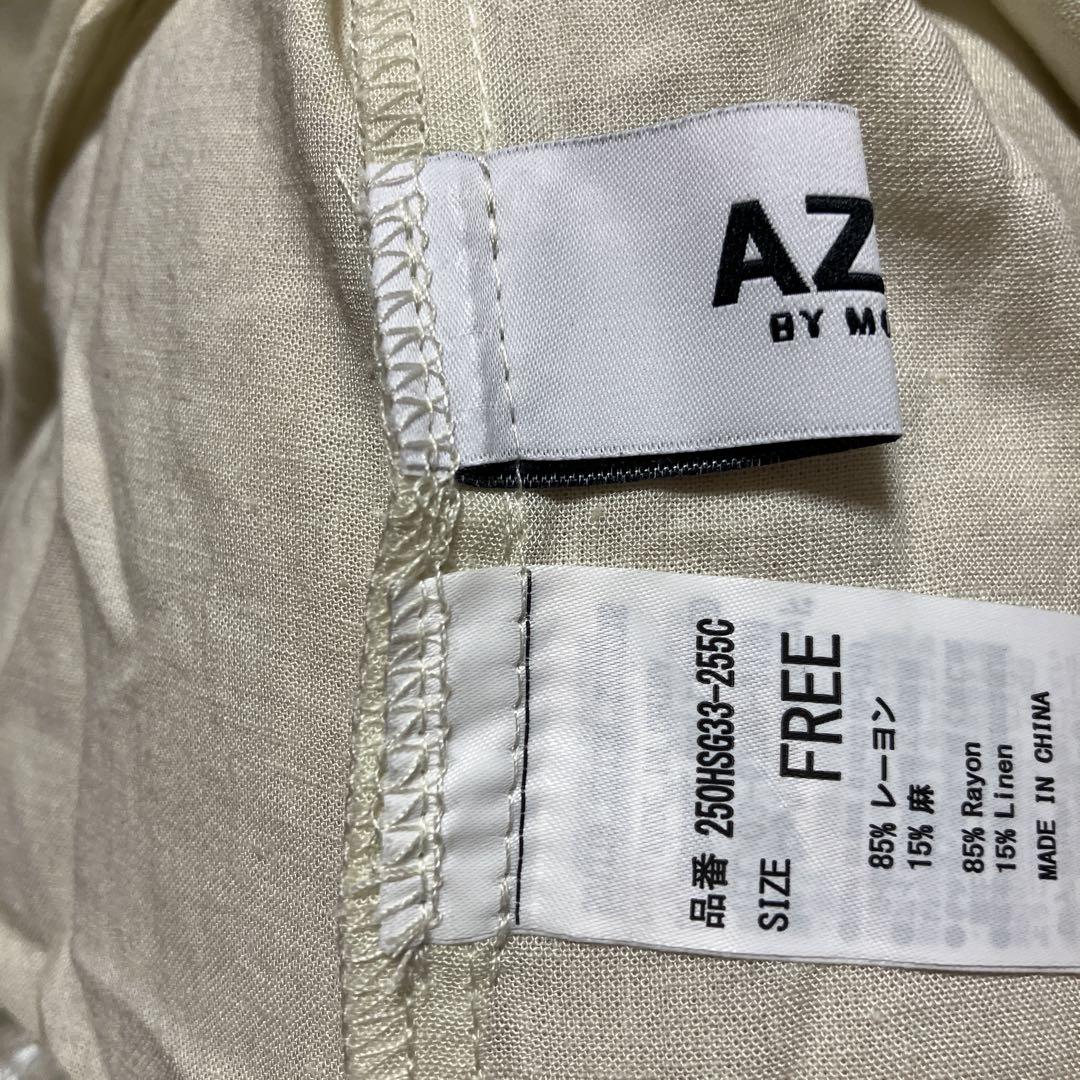 AZ
BY MO
品番 250HSG33-255C
SIZE
FREE
85% レーヨン
15% 麻
85% Rayon
15% Linen
MADE IN CHINA